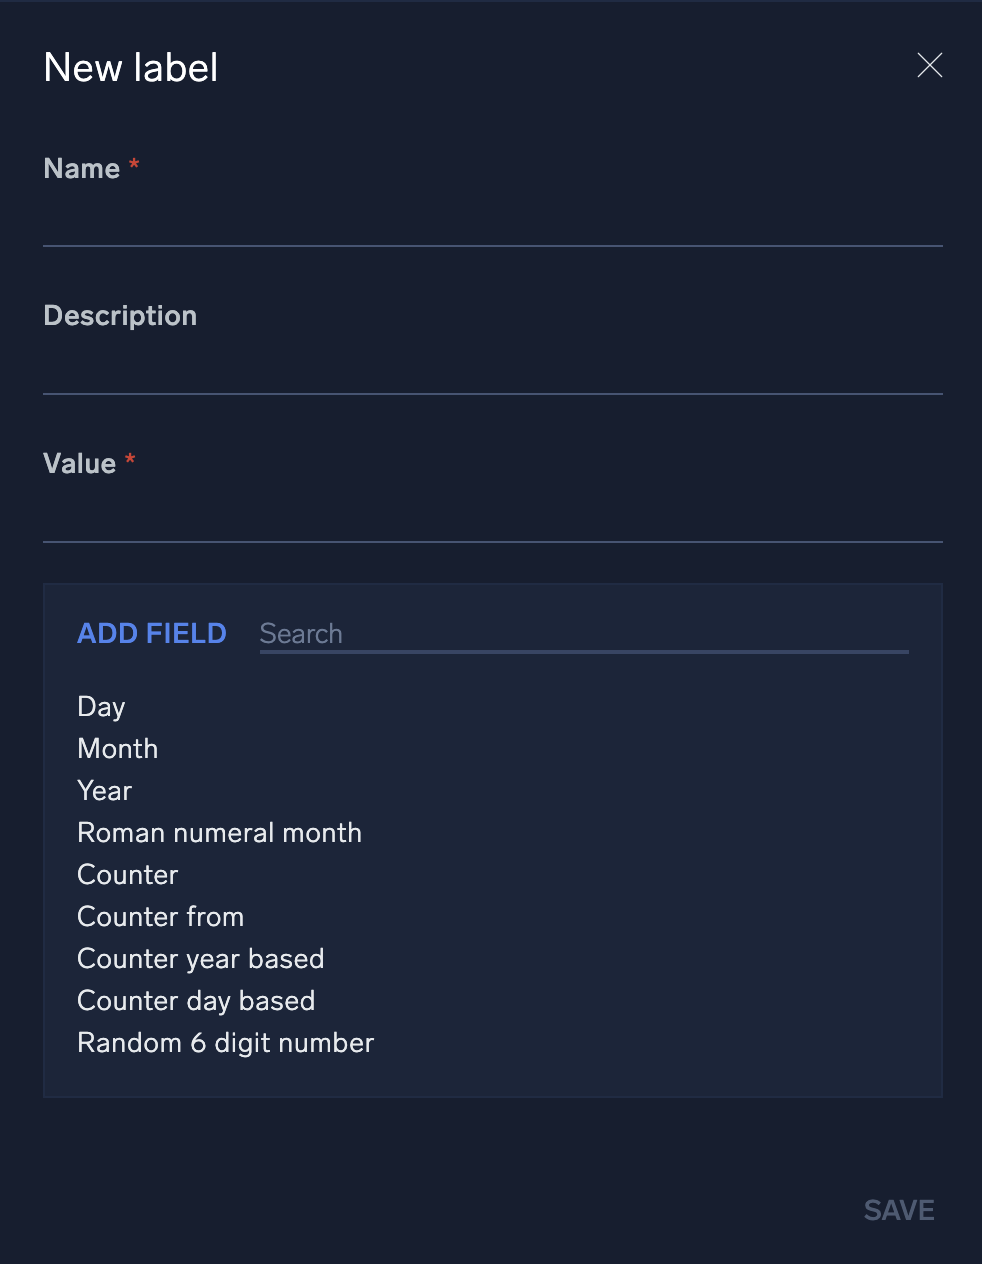 New label
Name *
Description
Value *
ADD FIELD Search
Day
Month
Year
Roman numeral month
Counter
Counter from
Counter year based
Counter day based
Random 6 digit number
SAVE